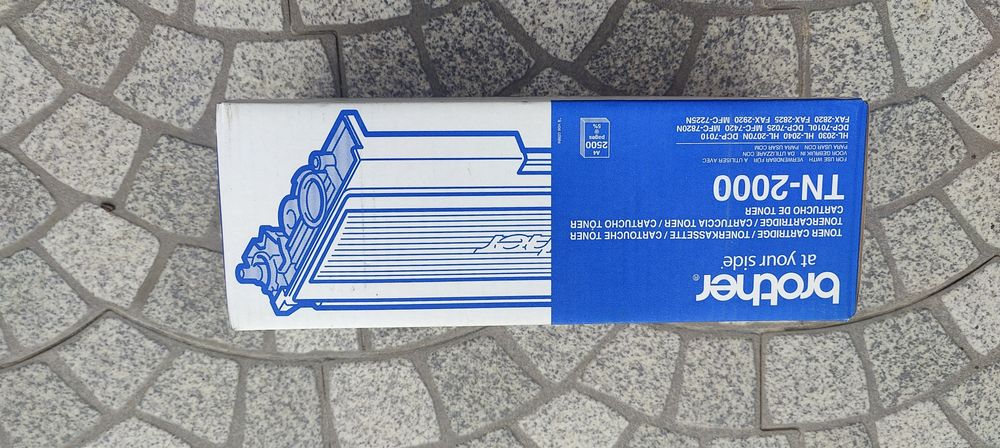 brother®
at your side
TONER CARTRIDGE / TONERKASSETTE / CARTOUCHE TONER
TONERCARTRIDGE / CARTUCCIA TONER / CARTUCHO TONER
CARTUCHO DE TONER
TN-2000
FOR USE WITH VERWENDBAR FÜR A UTILISER AVEC
VOOR GEBRUIK IN DA UTILIZZARE CON
PARA USAR CON PARA USAR COM
HL-2030 HL-2040 HL-2070N DCP-7010
DCP-7010L DCP-7025 MFC-7420 MFC-7820N
FAX-2820 FAX-2825 FAX-2920 MFC-7225N
A4
2500
pages
@
5%